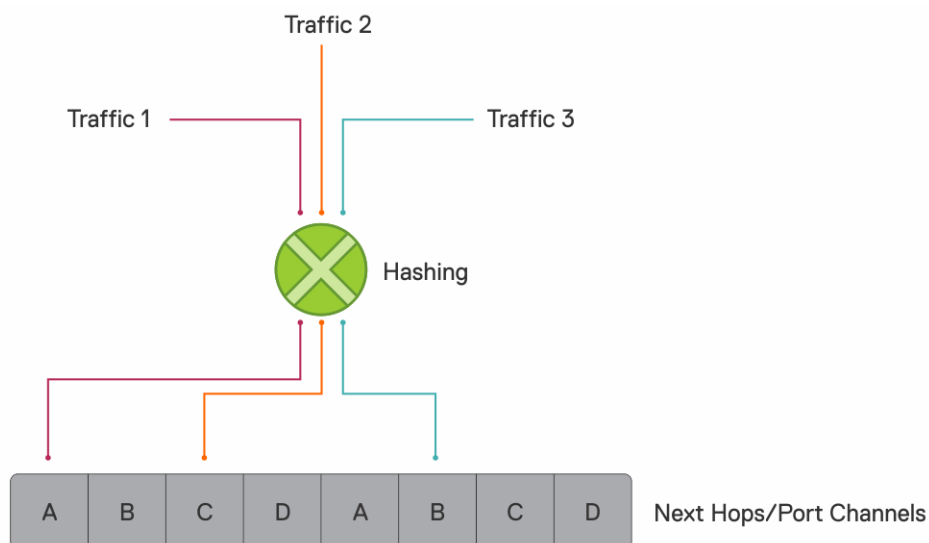 Traffic 2
Traffic 1
Traffic 3
Hashing
A B C D A B C D
Next Hops/Port Channels